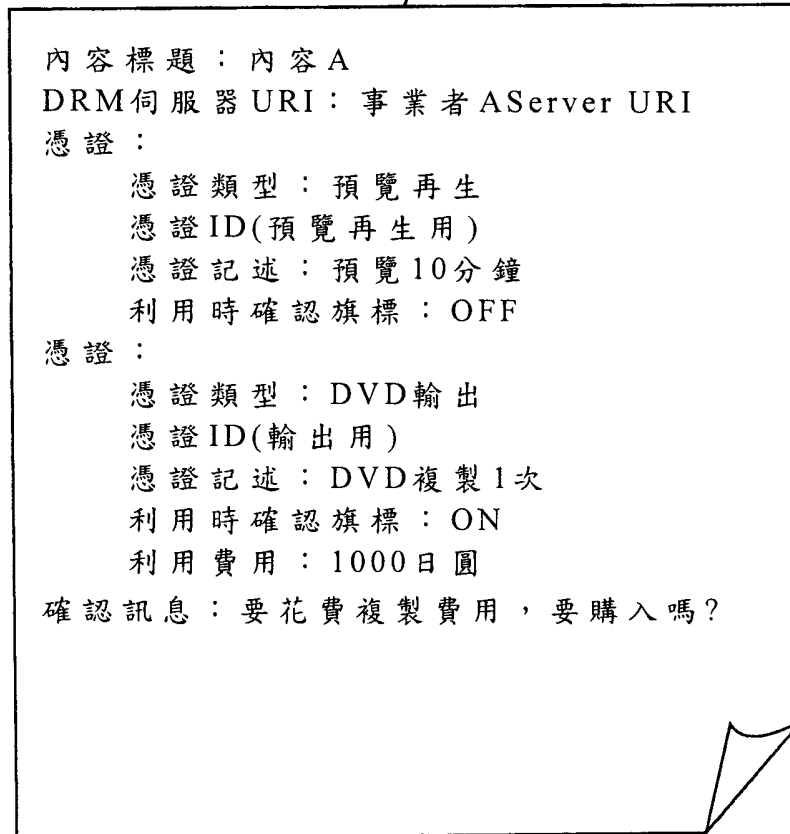 內容標題：內容A
DRM伺服器URI：事業者AServer URI
憑證：
憑證類型：預覽再生
憑證ID(預覽再生用)
憑證記述：預覽10分鐘
利用時確認旗標：OFF
憑證：
憑證類型：DVD輸出
憑證ID(輸出用)
憑證記述：DVD複製1次
利用時確認旗標：ON
利用費用：1000日圓
確認訊息：要花費複製費用，要購入嗎？